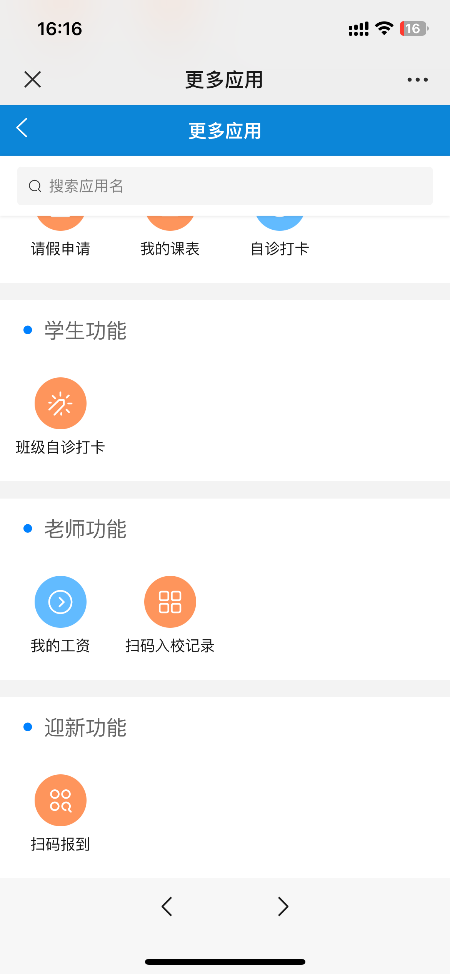 16:16
16
更多应用
更多应用
搜索应用名
请假申请 我的课表 自诊打卡
学生功能
班级自诊打卡
老师功能
我的工资 扫码入校记录
迎新功能
扫码报到